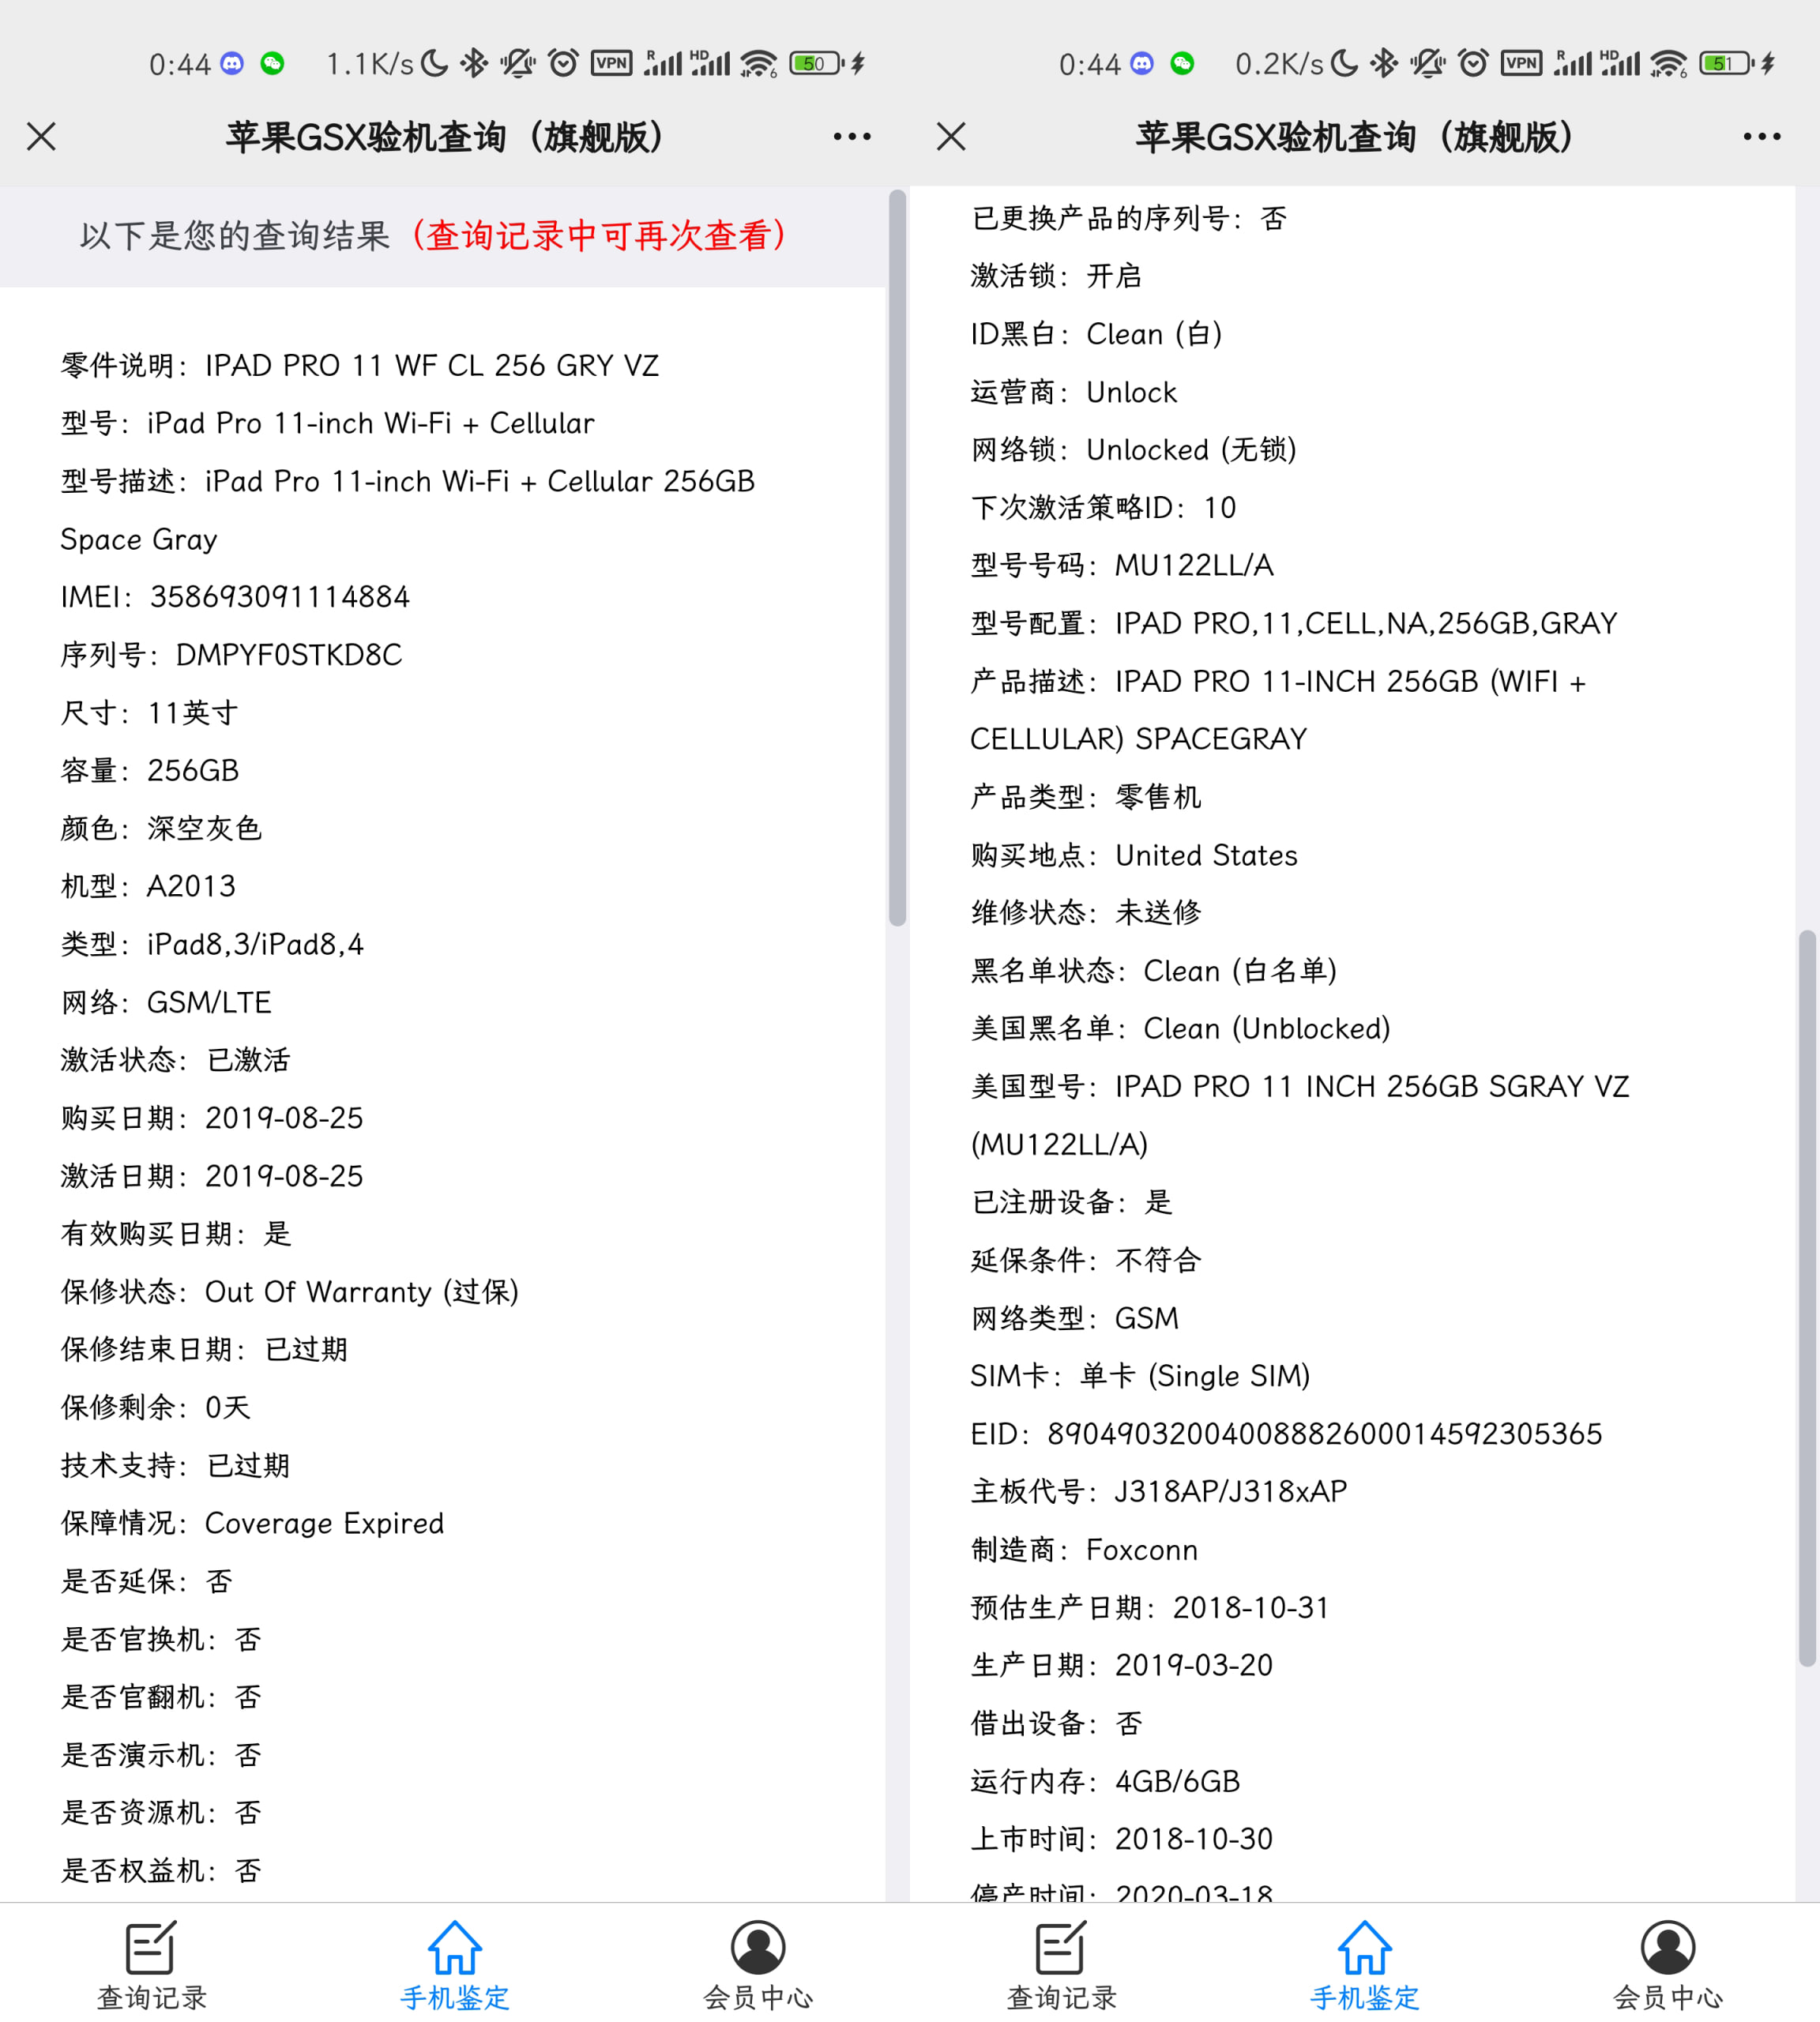 0:44 1.1K/s VPN R HD 6 50
苹果GSX验机查询（旗舰版）
以下是您的查询结果（查询记录中可再次查看）
零件说明：IPAD PRO 11 WF CL 256 GRY VZ
型号：iPad Pro 11-inch Wi-Fi + Cellular
型号描述：iPad Pro 11-inch Wi-Fi + Cellular 256GB
Space Gray
IMEI：358693091114884
序列号：DMPYF0STKD8C
尺寸：11英寸
容量：256GB
颜色：深空灰色
机型：A2013
类型：iPad8,3/iPad8,4
网络：GSM/LTE
激活状态：已激活
购买日期：2019-08-25
激活日期：2019-08-25
有效购买日期：是
保修状态：Out Of Warranty (过保)
保修结束日期：已过期
保修剩余：0天
技术支持：已过期
保障情况：Coverage Expired
是否延保：否
是否官换机：否
是否官翻机：否
是否演示机：否
是否资源机：否
是否权益机：否
查询记录 手机鉴定 会员中心
0:44 0.2K/s VPN R HD 6 51
苹果GSX验机查询（旗舰版）
已更换产品的序列号：否
激活锁：开启
ID黑白：Clean (白)
运营商：Unlock
网络锁：Unlocked (无锁)
下次激活策略ID：10
型号号码：MU122LL/A
型号配置：IPAD PRO,11,CELL,NA,256GB,GRAY
产品描述：IPAD PRO 11-INCH 256GB (WIFI +
CELLULAR) SPACEGRAY
产品类型：零售机
购买地点：United States
维修状态：未送修
黑名单状态：Clean (白名单)
美国黑名单：Clean (Unblocked)
美国型号：IPAD PRO 11 INCH 256GB SGRAY VZ
(MU122LL/A)
已注册设备：是
延保条件：不符合
网络类型：GSM
SIM卡：单卡 (Single SIM)
EID：89049032004008882600014592305365
主板代号：J318AP/J318xAP
制造商：Foxconn
预估生产日期：2018-10-31
生产日期：2019-03-20
借出设备：否
运行内存：4GB/6GB
上市时间：2018-10-30
停产时间：2020-03-18
查询记录 手机鉴定 会员中心